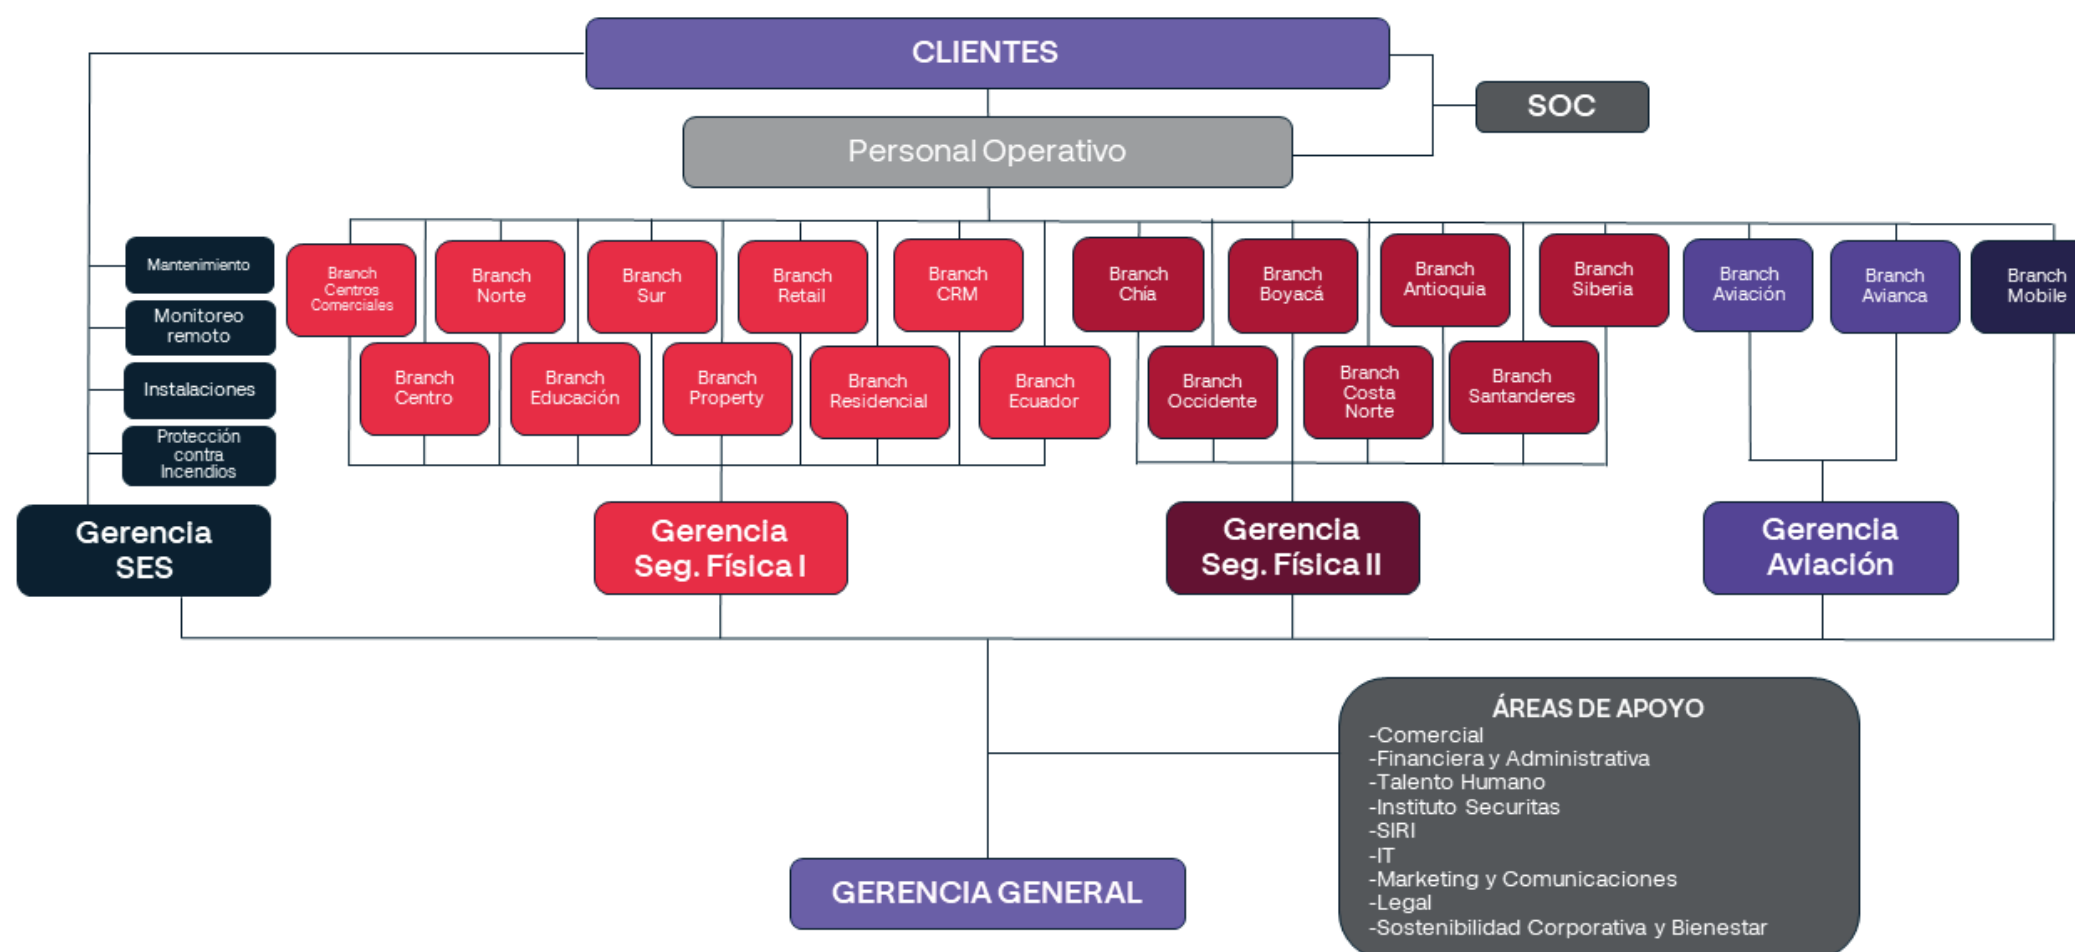 CLIENTES
SOC
Personal Operativo
Mantenimiento
Monitoreo
remoto
Instalaciones
Protección
contra
Incendios
Branch
Centros
Comerciales
Branch
Norte
Branch
Sur
Branch
Retail
Branch
CRM
Branch
Chía
Branch
Boyacá
Branch
Antioquia
Branch
Siberia
Branch
Aviación
Branch
Avianca
Branch
Mobile
Branch
Centro
Branch
Educación
Branch
Property
Branch
Residencial
Branch
Ecuador
Branch
Occidente
Branch
Costa
Norte
Branch
Santanderes
Gerencia
SES
Gerencia
Seg. Física I
Gerencia
Seg. Física II
Gerencia
Aviación
ÁREAS DE APOYO
-Comercial
-Financiera y Administrativa
-Talento Humano
-Instituto Securitas
-SIRI
-IT
-Marketing y Comunicaciones
-Legal
-Sostenibilidad Corporativa y Bienestar
GERENCIA GENERAL